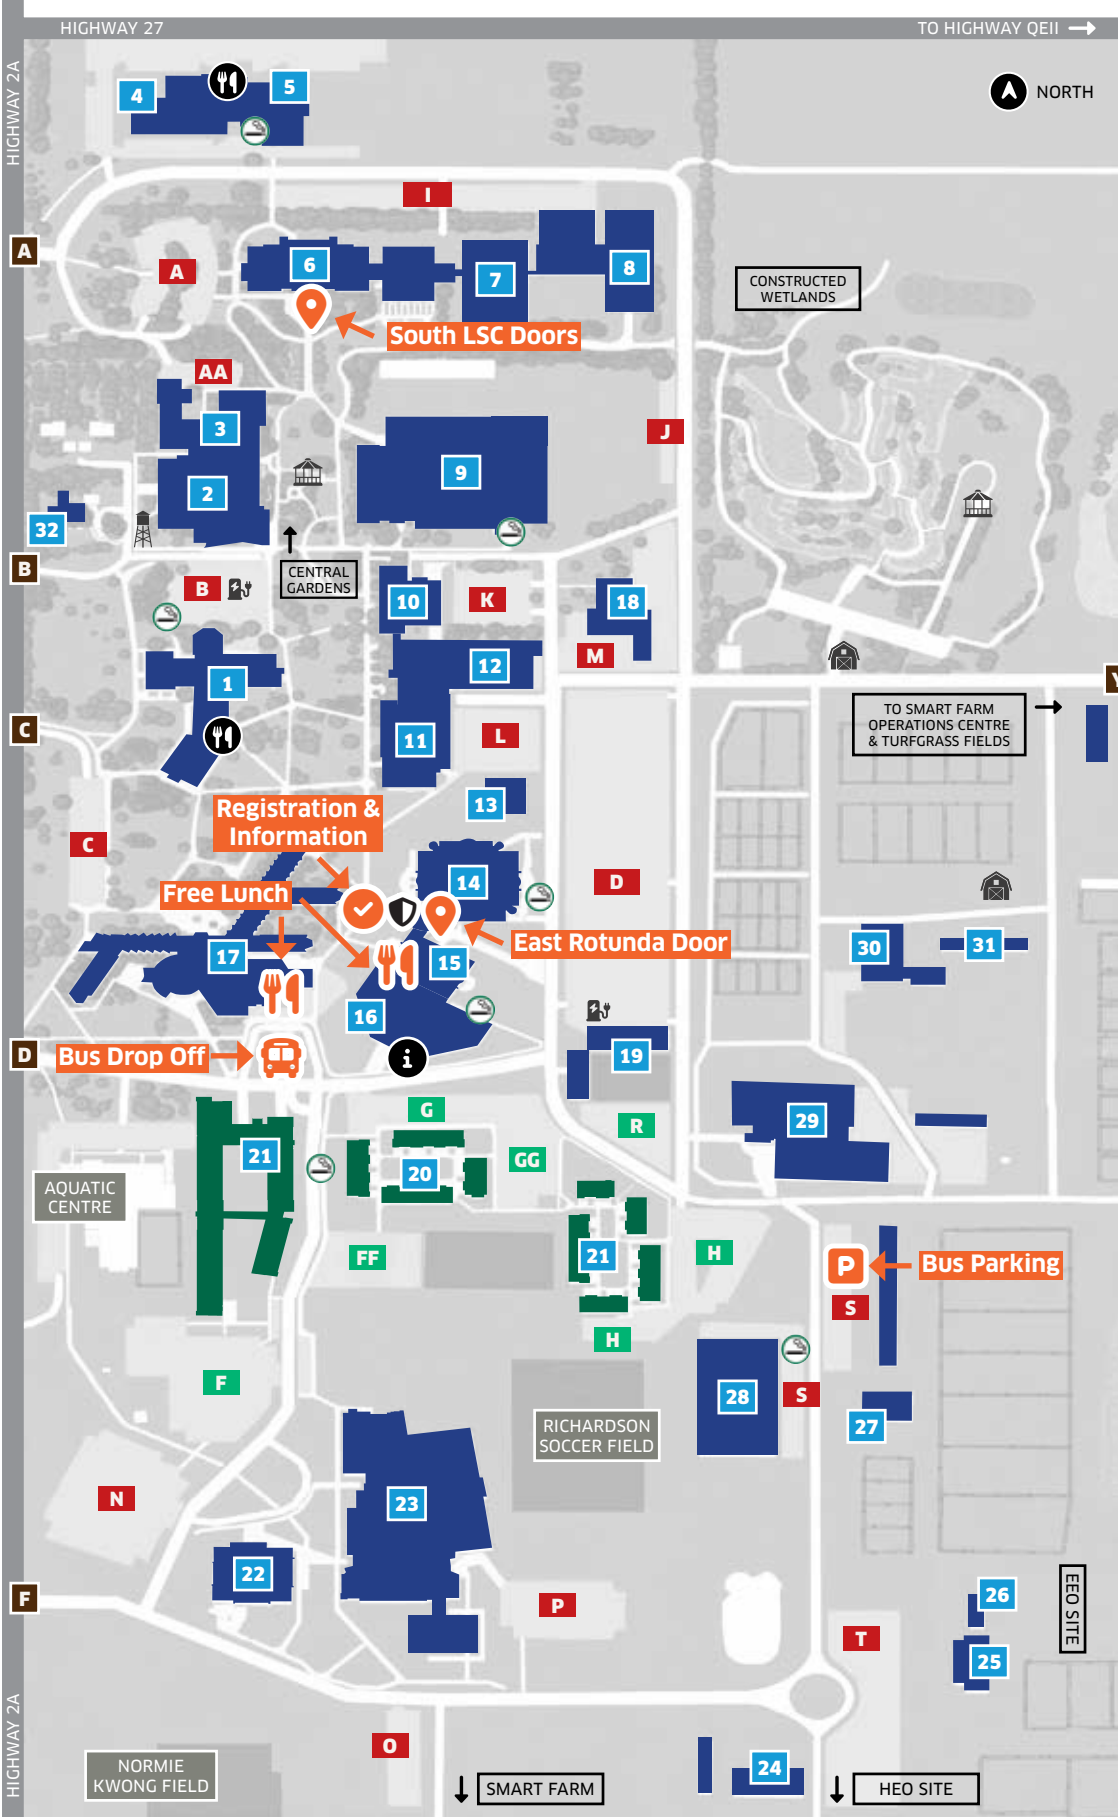 HIGHWAY 27
TO HIGHWAY QEII
HIGHWAY 2A
NORTH
4
5
I
A
A
6
7
8
CONSTRUCTED
WETLANDS
South LSC Doors
AA
3
J
9
2
32
B
CENTRAL
GARDENS
B
10
K
18
M
12
1
Y
C
TO SMART FARM
OPERATIONS CENTRE
& TURFGRASS FIELDS
11
L
13
Registration &
Information
C
14
D
Free Lunch
East Rotunda Door
17
15
30
31
16
i
D
Bus Drop Off
19
G
R
29
21
20
GG
AQUATIC
CENTRE
FF
21
H
P
Bus Parking
S
H
F
28
S
27
RICHARDSON
SOCCER FIELD
N
23
22
F
P
26
EEO SITE
T
25
HIGHWAY 2A
O
NORMIE
KWONG FIELD
24
SMART FARM
HEO SITE